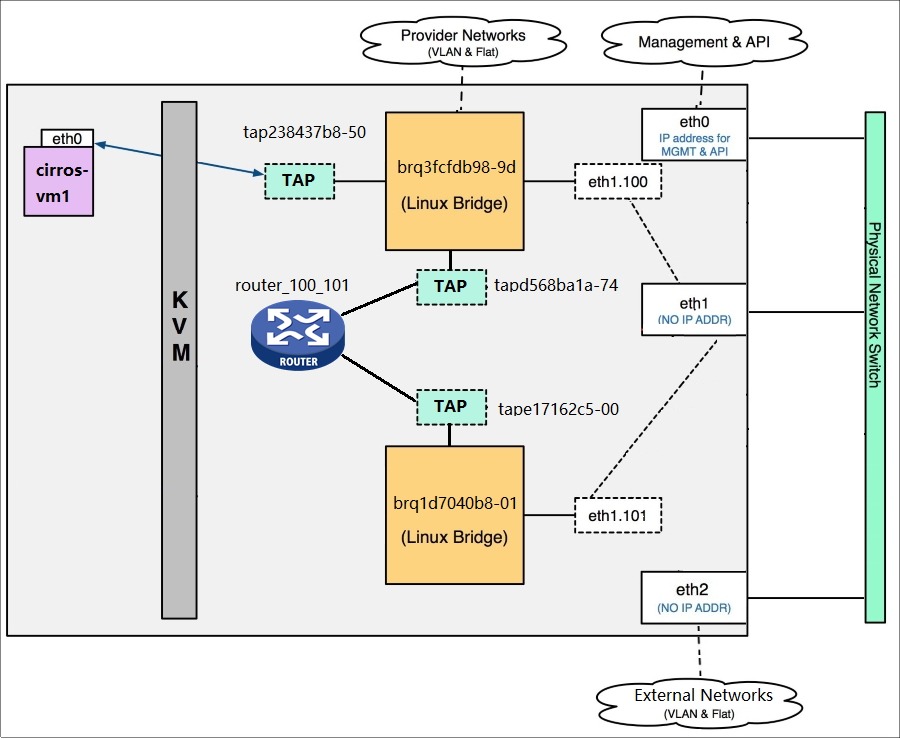 Provider Networks
(VLAN & Flat)
Management & API
eth0
IP address for
MGMT & API
tap238437b8-50
eth0
cirros-
vm1
TAP
brq3cfdb98-9d
(Linux Bridge)
eth1.100
router_100_101
TAP
tapd568ba1a-74
eth1
(NO IP ADDR)
K
V
M
ROUTER
Physical Network Switch
TAP
tape17162c5-00
brq1d7040b8-01
(Linux Bridge)
eth1.101
eth2
(NO IP ADDR)
External Networks
(VLAN & Flat)